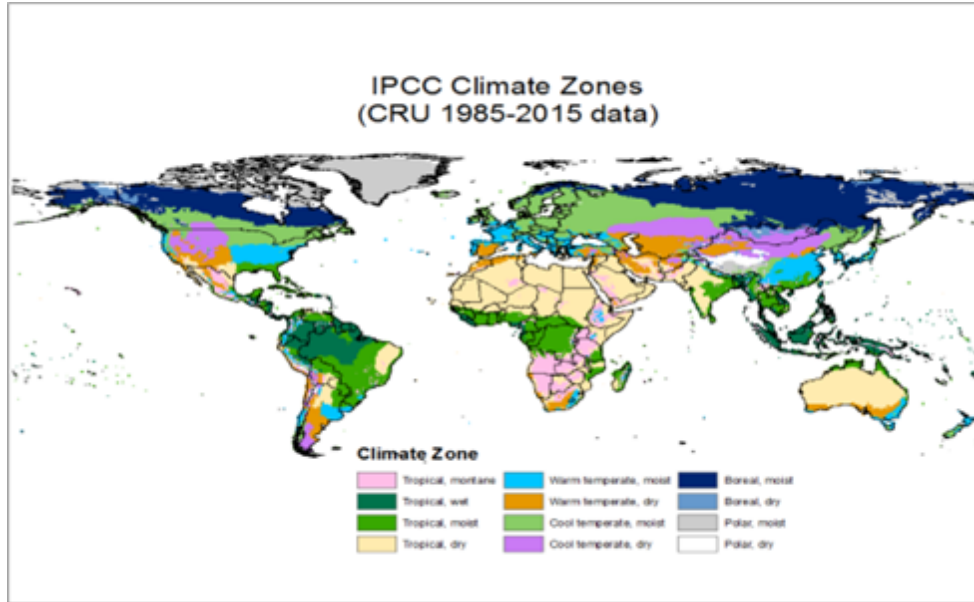 IPCC Climate Zones
(CRU 1985-2015 data)
Climate Zone
Tropical, montane
Tropical, wet
Tropical, moist
Tropical, dry
Warm temperate, moist
Warm temperate, dry
Cool temperate, moist
Cool temperate, dry
Boreal, moist
Boreal, dry
Polar, moist
Polar, dry